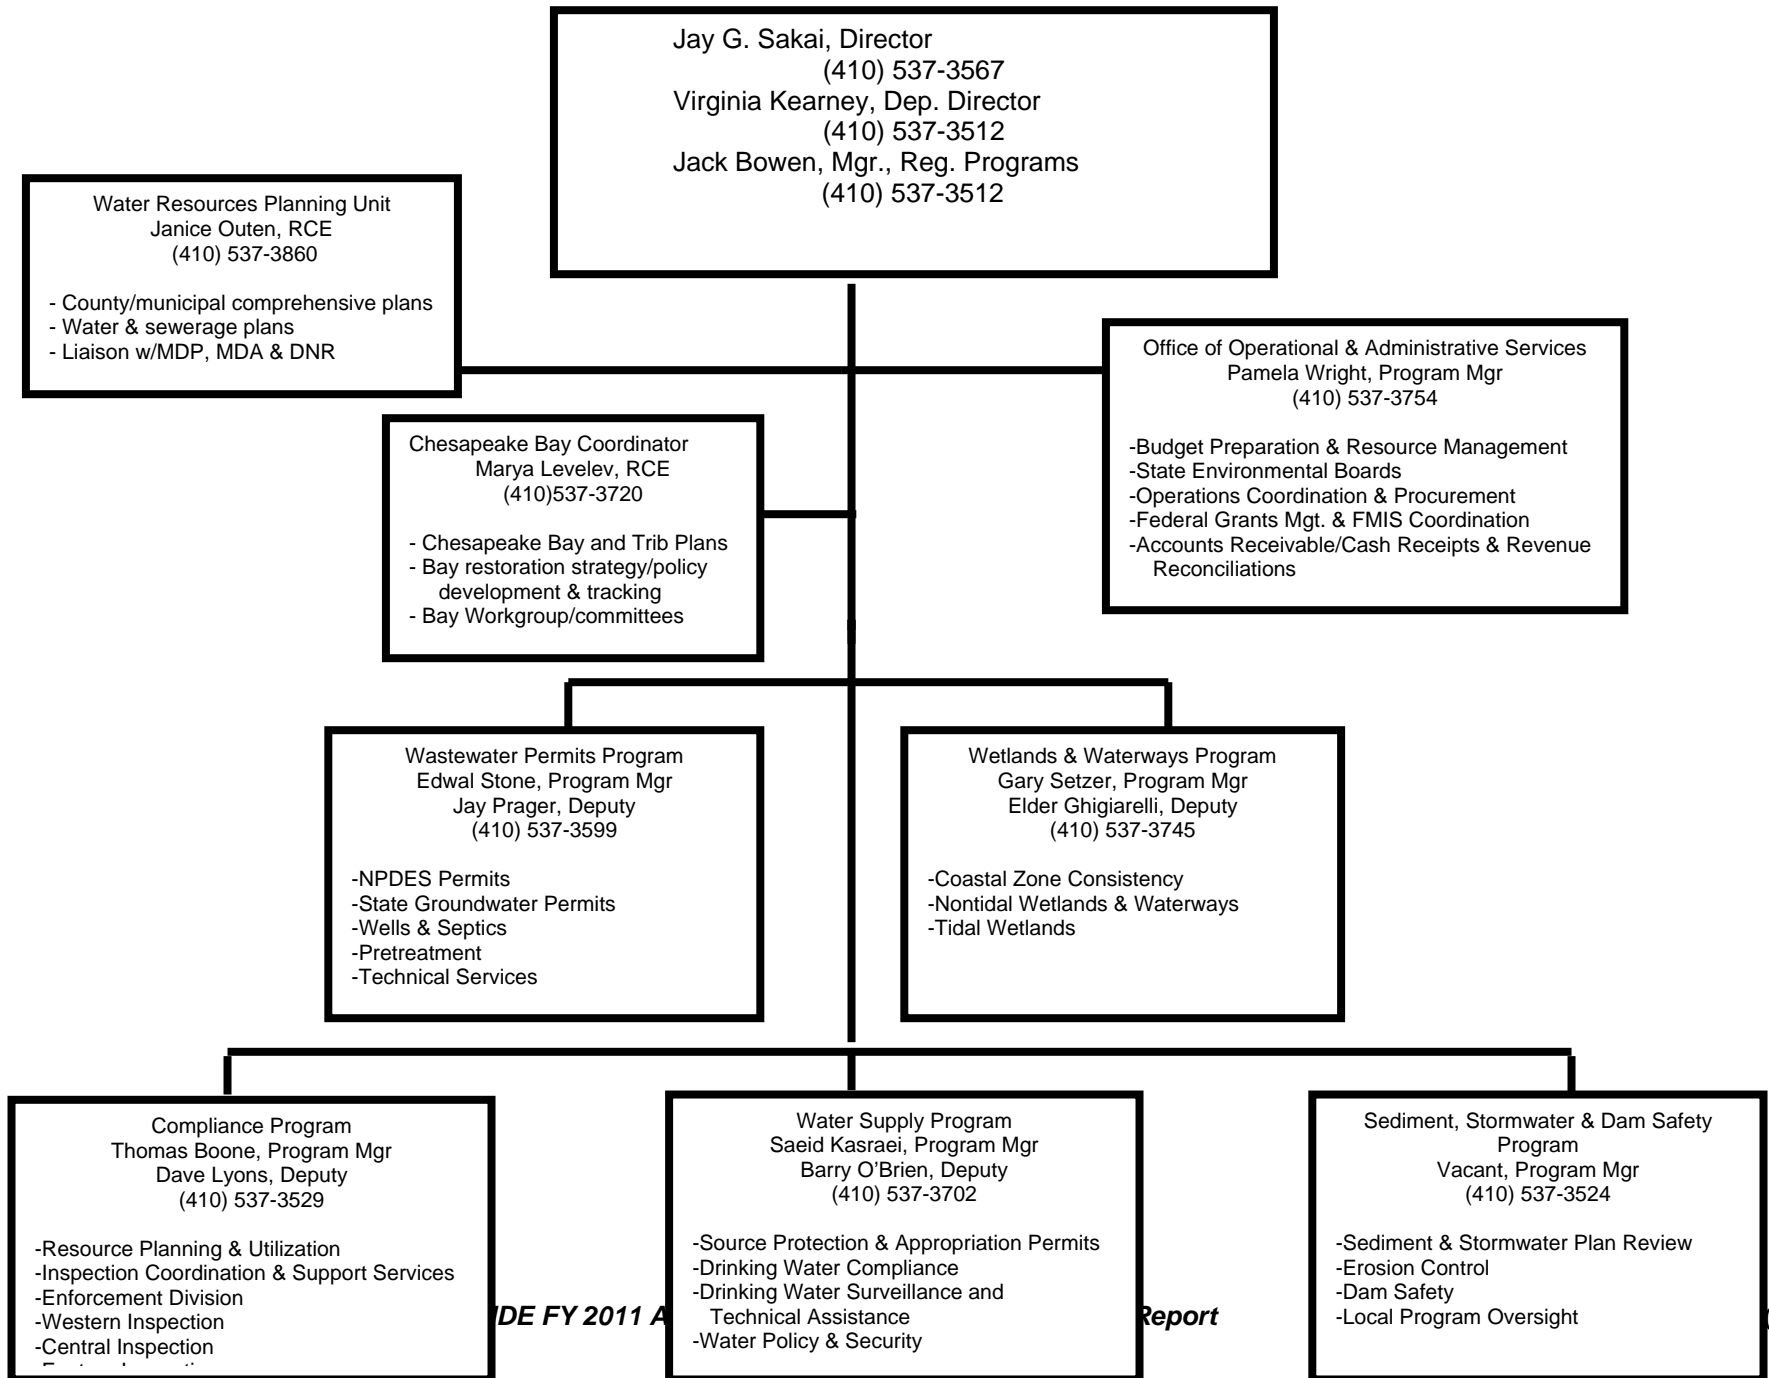 Jay G. Sakai, Director
(410) 537-3567
Virginia Kearney, Dep. Director
(410) 537-3512
Jack Bowen, Mgr., Reg. Programs
(410) 537-3512
Water Resources Planning Unit
Janice Outen, RCE
(410) 537-3860
- County/municipal comprehensive plans
- Water & sewerage plans
- Liaison w/MDP, MDA & DNR
Office of Operational & Administrative Services
Pamela Wright, Program Mgr
(410) 537-3754
-Budget Preparation & Resource Management
-State Environmental Boards
-Operations Coordination & Procurement
-Federal Grants Mgt. & FMIS Coordination
-Accounts Receivable/Cash Receipts & Revenue
Reconciliations
Chesapeake Bay Coordinator
Marya Levelev, RCE
(410)537-3720
- Chesapeake Bay and Trib Plans
- Bay restoration strategy/policy
development & tracking
- Bay Workgroup/committees
Wastewater Permits Program
Edwal Stone, Program Mgr
Jay Prager, Deputy
(410) 537-3599
-NPDES Permits
-State Groundwater Permits
-Wells & Septics
-Pretreatment
-Technical Services
Wetlands & Waterways Program
Gary Setzer, Program Mgr
Elder Ghigiarelli, Deputy
(410) 537-3745
-Coastal Zone Consistency
-Nontidal Wetlands & Waterways
-Tidal Wetlands
Compliance Program
Thomas Boone, Program Mgr
Dave Lyons, Deputy
(410) 537-3529
-Resource Planning & Utilization
-Inspection Coordination & Support Services
-Enforcement Division
-Western Inspection
-Central Inspection
Water Supply Program
Saeid Kasraei, Program Mgr
Barry O'Brien, Deputy
(410) 537-3702
-Source Protection & Appropriation Permits
-Drinking Water Compliance
-Drinking Water Surveillance and
Technical Assistance
-Water Policy & Security
Sediment, Stormwater & Dam Safety
Program
Vacant, Program Mgr
(410) 537-3524
-Sediment & Stormwater Plan Review
-Erosion Control
-Dam Safety
-Local Program Oversight
DE FY 2011 A Report